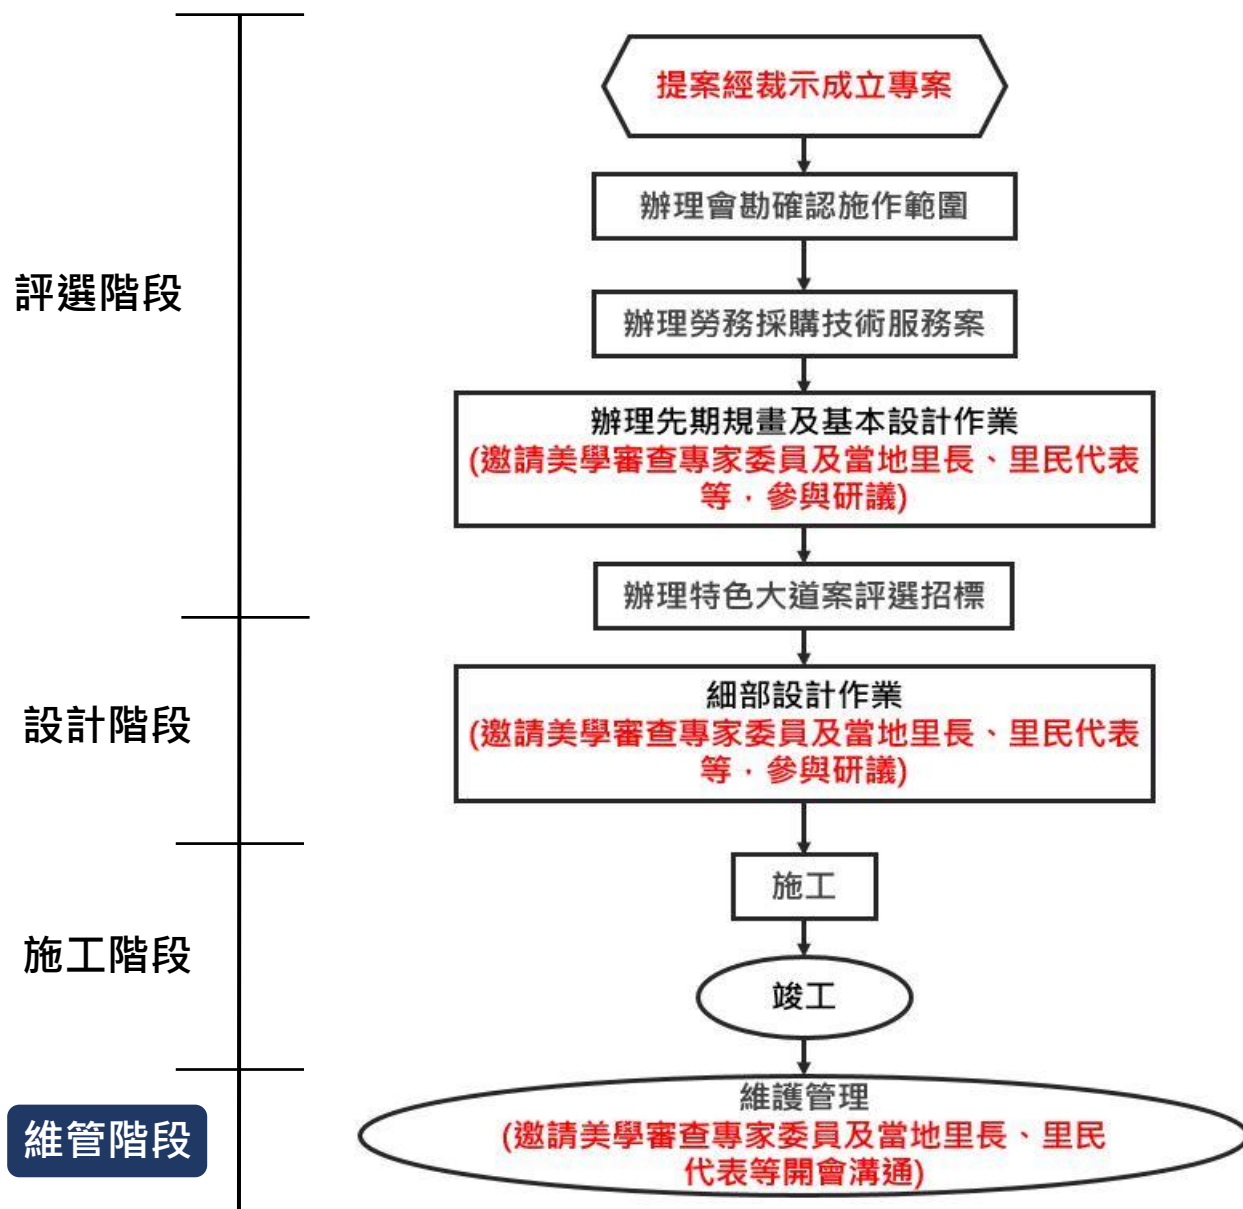 提案經裁示成立專案
辦理會勘確認施作範圍
評選階段
辦理勞務採購技術服務案
辦理先期規畫及基本設計作業
(邀請美學審查專家委員及當地里長、里民代表
等，參與研議)
辦理特色大道案評選招標
設計階段
細部設計作業
(邀請美學審查專家委員及當地里長、里民代表
等，參與研議)
施工
施工階段
竣工
維管階段
維護管理
(邀請美學審查專家委員及當地里長、里民
代表等開會溝通)